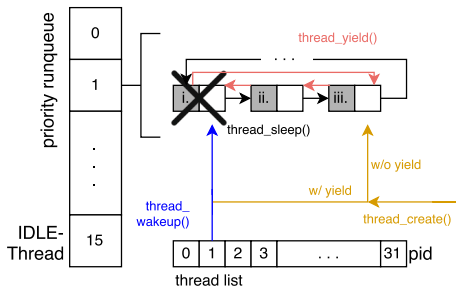 priority runqueue
0
1
.
.
.
15
IDLE-
Thread
thread_yield()
. . .
i.
ii.
iii.
thread_sleep()
w/o yield
w/ yield
thread_
wakeup()
thread_create()
0 1 2 3 . . . 31 pid
thread list